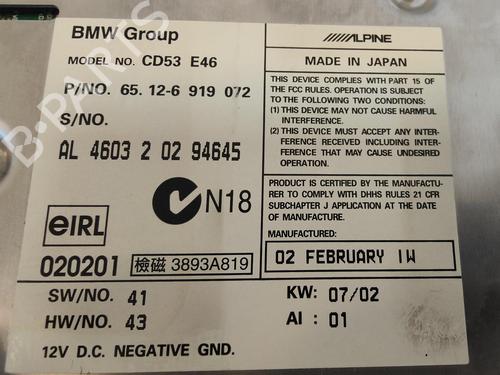 BMW Group
MODEL NO. CD53 E46
P/NO. 65. 12-6 919 072
S/NO.
AL 4603 2 02 94645
N18
eIRL
020201 檢磁 3893A819
SW/NO. 41
HW/NO. 43
12V D.C. NEGATIVE GND.
ALPINE
MADE IN JAPAN
THIS DEVICE COMPLIES WITH PART 15 OF
THE FCC RULES. OPERATION IS SUBJECT
TO THE FOLLOWING TWO CONDITIONS:
(1) THIS DEVICE MAY NOT CAUSE HARMFUL
INTERFERENCE.
(2) THIS DEVICE MUST ACCEPT ANY INTER-
FERENCE RECEIVED INCLUDING INTER-
FERENCE THAT MAY CAUSE UNDESIRED
OPERATION.
PRODUCT IS CERTIFIED BY THE MANUFACTU-
RER TO COMPLY WITH DHHS RULES 21 CFR
SUBCHAPTER J APPLICATION AT THE DATE
OF MANUFACTURE.
02 FEBRUARY IW
KW: 07/02
AI : 01
B-PARTS